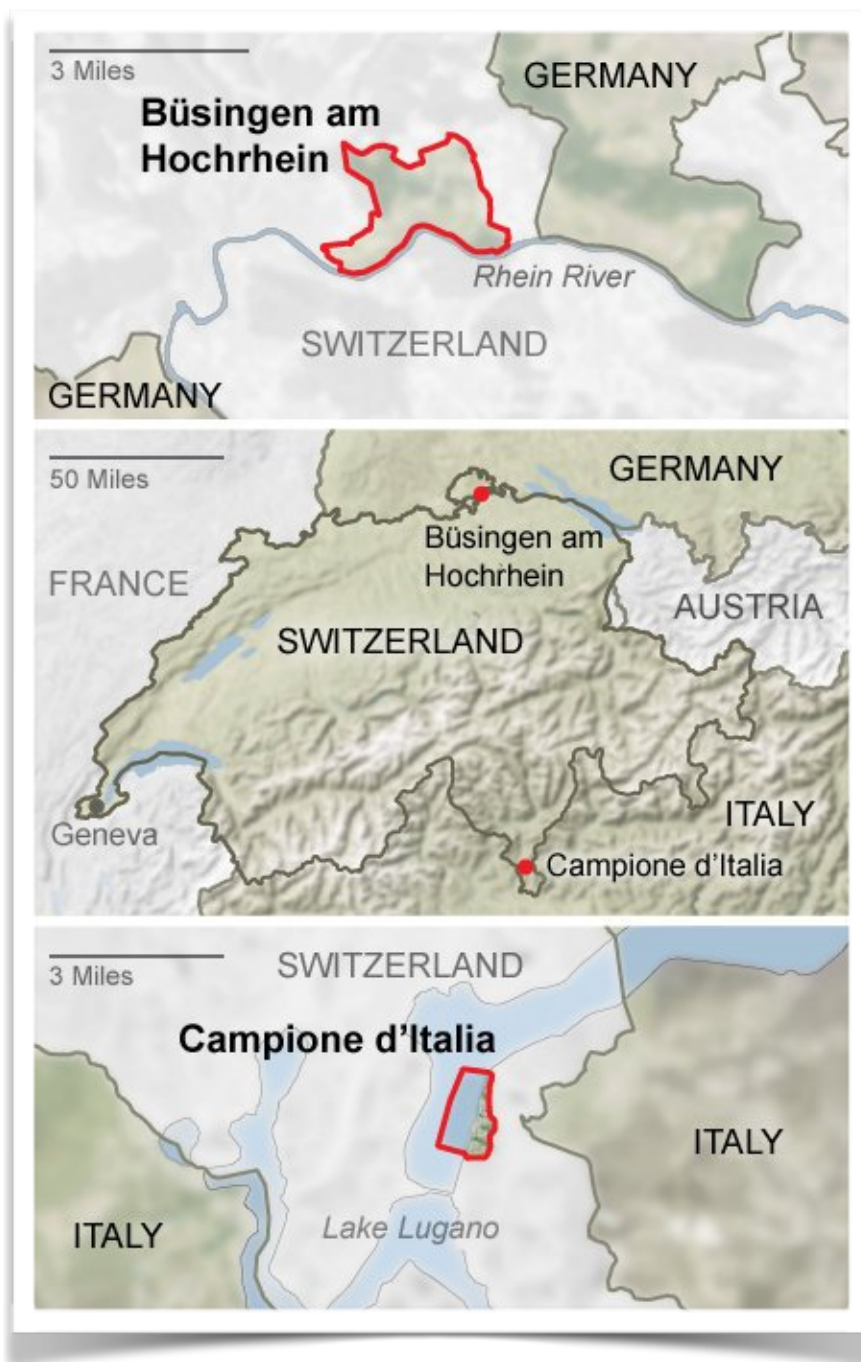 3 Miles
GERMANY
Büsingen am
Hochrhein
Rhein River
SWITZERLAND
GERMANY
50 Miles
GERMANY
Büsingen am
Hochrhein
FRANCE
AUSTRIA
SWITZERLAND
ITALY
Geneva
Campione d'Italia
3 Miles
SWITZERLAND
Campione d'Italia
ITALY
Lake Lugano
ITALY